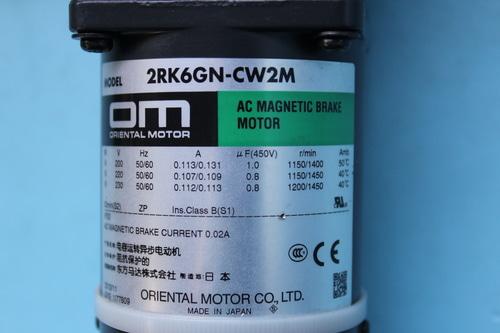 MODEL 2RK6GN-CW2M
OM
ORIENTAL MOTOR
AC MAGNETIC BRAKE
MOTOR
V Hz A μF(450V) r/min Amb.
200 50/60 0.113/0.131 1.0 1150/1400 50°C
220 50/60 0.107/0.109 0.8 1150/1450 40°C
230 50/60 0.112/0.113 0.8 1200/1450 40°C
ZP Ins.Class B(S1)
AC MAGNETIC BRAKE CURRENT 0.02A
电容运转异步电动机
阻抗保护的
东方马达株式会社 制造地:日本
CCC CE
ORIENTAL MOTOR CO.,LTD.
MADE IN JAPAN